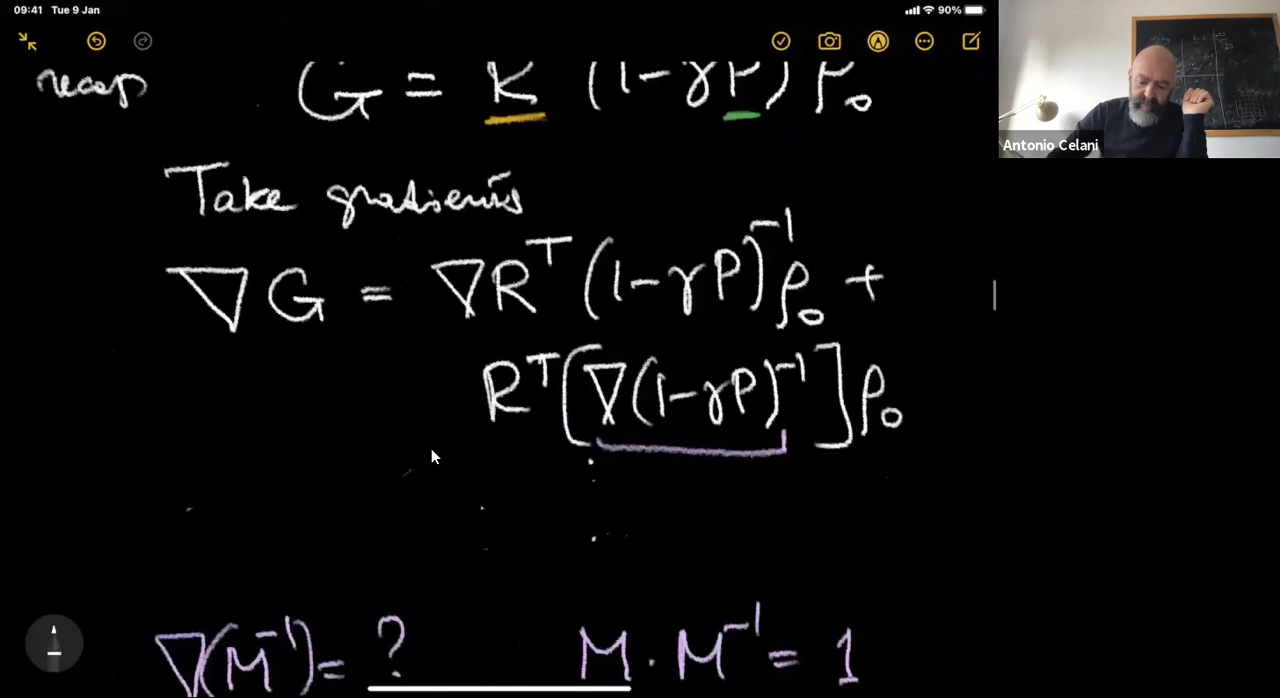 09:41 Tue 9 Jan
90%
recap
G = R (1-γP) ρ₀
Take gradients
∇G = ∇Rᵀ (1-γP)⁻¹ ρ₀ +
Rᵀ [∇(1-γP)⁻¹] ρ₀
∇(M⁻¹) = ?
M · M⁻¹ = 1
Antonio Celani